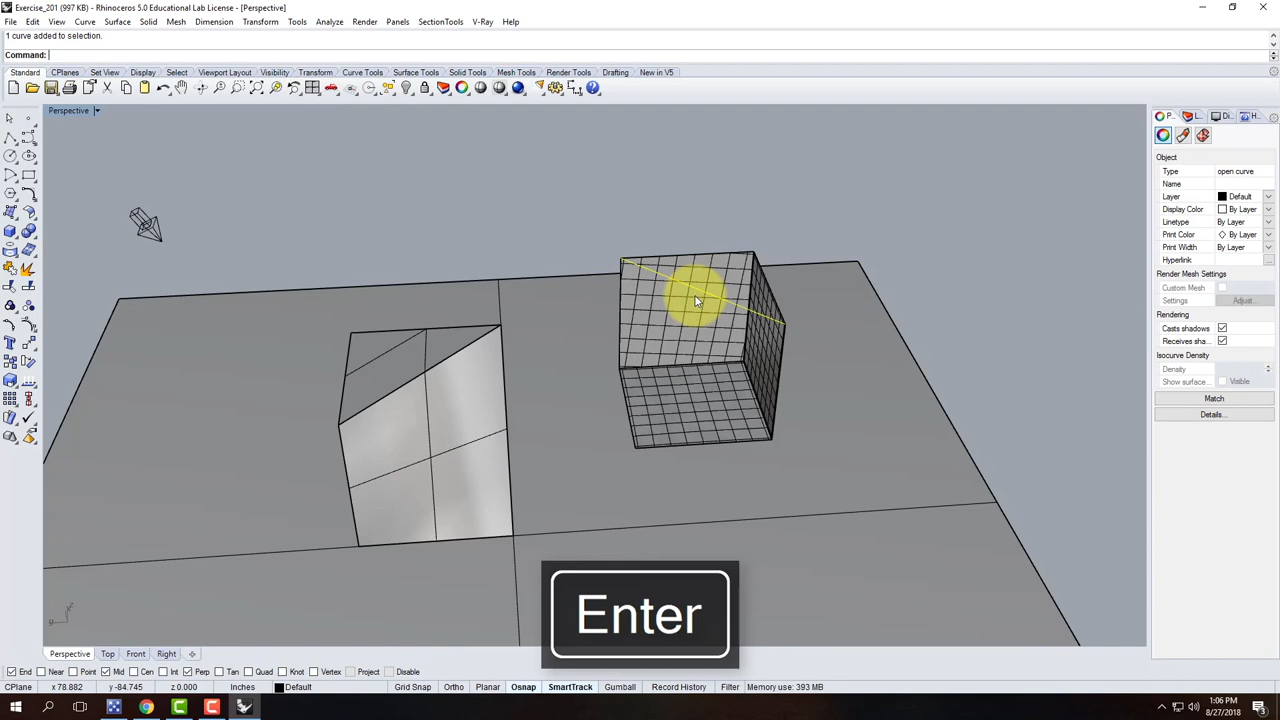 Exercise_201 (997 KB) - Rhinoceros 5.0 Educational Lab License - [Perspective]
File Edit View Curve Surface Solid Mesh Dimension Transform Tools Analyze Render Panels SectionTools V-Ray Help
1 curve added to selection.
Command:
Standard CPlanes Set View Display Select Viewport Layout Visibility Transform Curve Tools Surface Tools Solid Tools Mesh Tools Render Tools Drafting New in V5
Perspective
P... L... Di... H...
Object
Type open curve
Name
Layer Default
Display Color By Layer
Linetype By Layer
Print Color By Layer
Print Width By Layer
Hyperlink ...
Render Mesh Settings
Custom Mesh
Settings Adjust...
Rendering
Casts shadows
Receives sha...
Isocurve Density
Density
Show surface... Visible
Match
Details...
Enter
Perspective Top Front Right
End Near Point Mid Cen Int Perp Tan Quad Knot Vertex Project Disable
CPlane x 78.882 y -84.745 z 0.000 Inches Default Grid Snap Ortho Planar Osnap SmartTrack Gumball Record History Filter Memory use: 393 MB
1:06 PM
8/27/2018